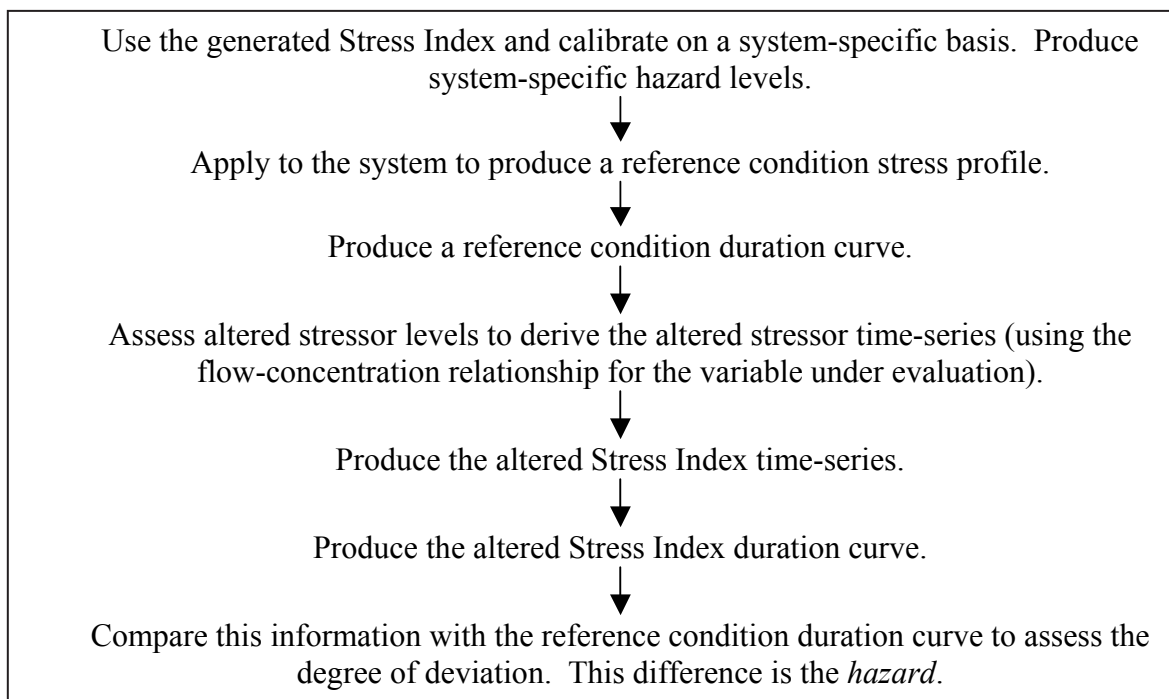 Use the generated Stress Index and calibrate on a system-specific basis.  Produce
system-specific hazard levels.
Apply to the system to produce a reference condition stress profile.
Produce a reference condition duration curve.
Assess altered stressor levels to derive the altered stressor time-series (using the
flow-concentration relationship for the variable under evaluation).
Produce the altered Stress Index time-series.
Produce the altered Stress Index duration curve.
Compare this information with the reference condition duration curve to assess the
degree of deviation.  This difference is the hazard.